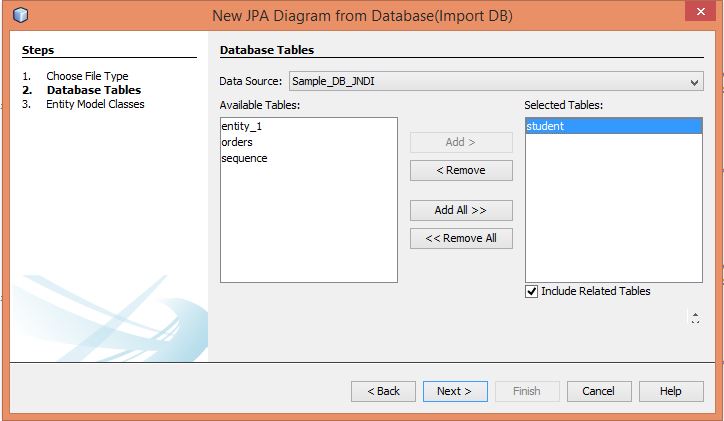 New JPA Diagram from Database(Import DB)
Steps
1. Choose File Type
2. Database Tables
3. Entity Model Classes
Database Tables
Data Source: Sample_DB_JNDI
Available Tables:
entity_1
orders
sequence
Add >
< Remove
Add All >>
<< Remove All
Selected Tables:
student
Include Related Tables
< Back
Next >
Finish
Cancel
Help